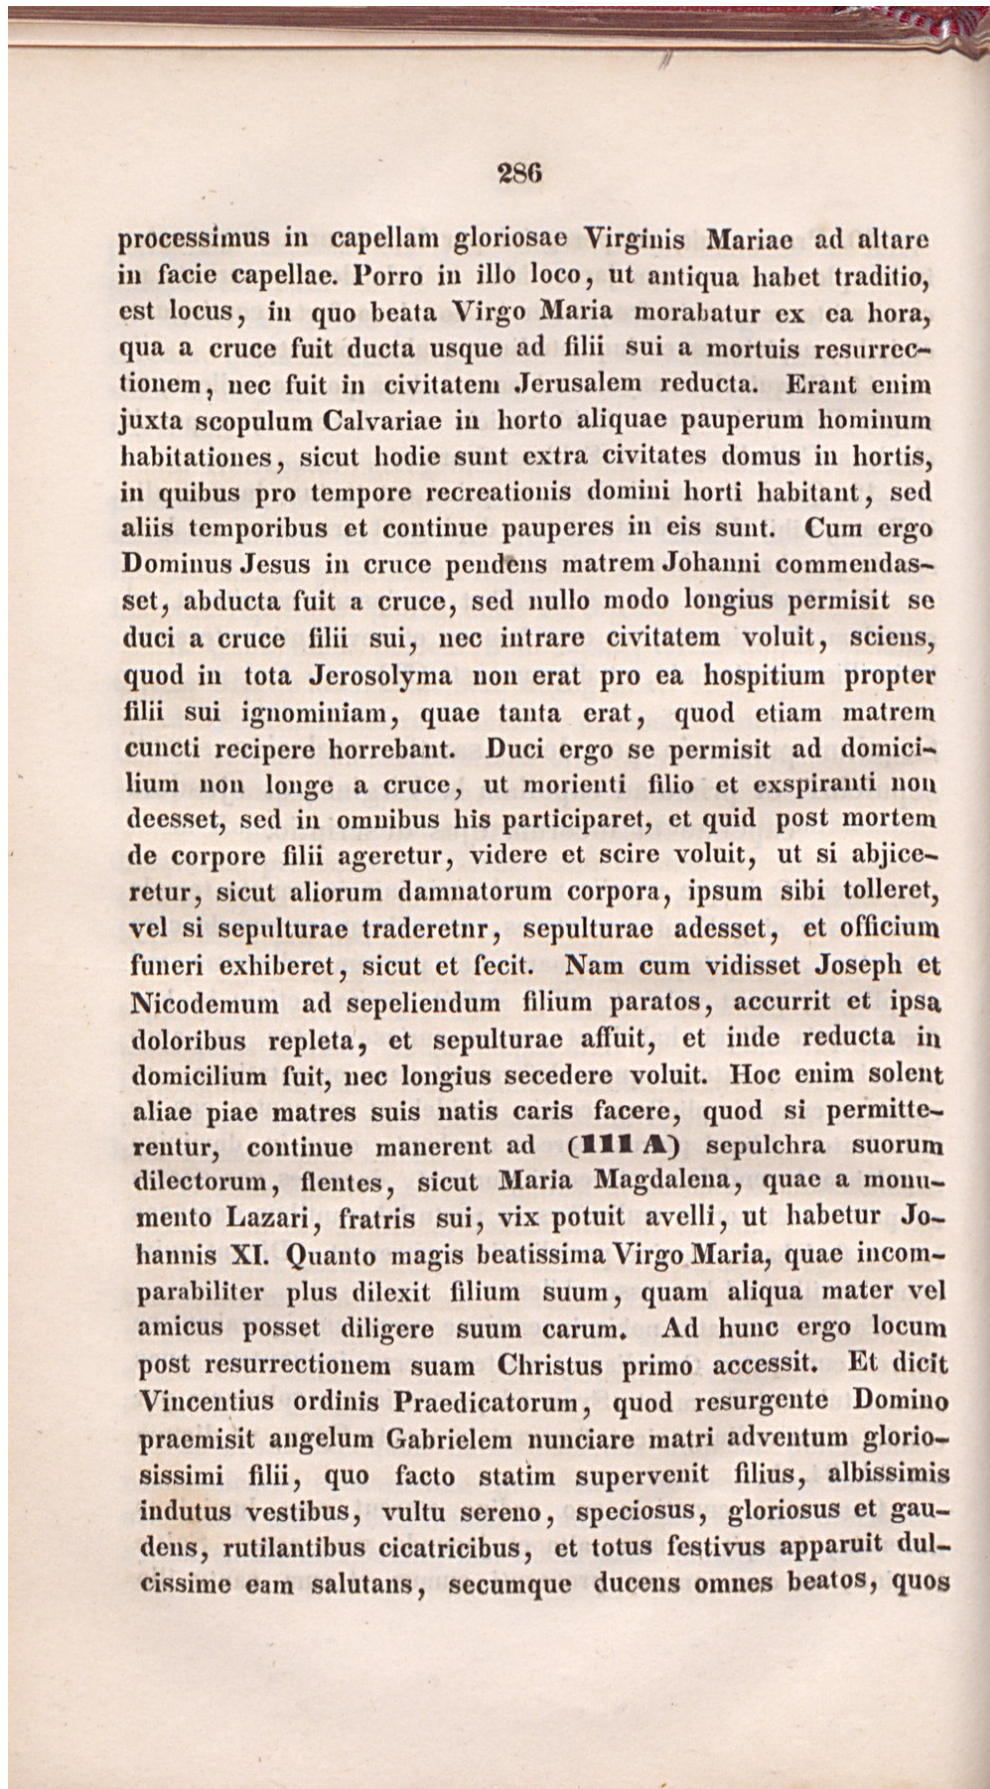 286
processimus in capellam gloriosae Virginis Mariae ad altare
in facie capellae. Porro in illo loco, ut antiqua habet traditio,
est locus, in quo beata Virgo Maria morabatur ex ea hora,
qua a cruce fuit ducta usque ad filii sui a mortuis resurrec-
tionem, nec fuit in civitatem Jerusalem reducta. Erant enim
juxta scopulum Calvariae in horto aliquae pauperum hominum
habitationes, sicut hodie sunt extra civitates domus in hortis,
in quibus pro tempore recreationis domini horti habitant, sed
aliis temporibus et continue pauperes in eis sunt. Cum ergo
Dominus Jesus in cruce pendens matrem Johanni commendas-
set, abducta fuit a cruce, sed nullo modo longius permisit se
duci a cruce filii sui, nec intrare civitatem voluit, sciens,
quod in tota Jerosolyma non erat pro ea hospitium propter
filii sui ignominiam, quae tanta erat, quod etiam matrem
cuncti recipere horrebant. Duci ergo se permisit ad domici-
lium non longe a cruce, ut morienti filio et exspiranti non
deesset, sed in omnibus his participaret, et quid post mortem
de corpore filii ageretur, videre et scire voluit, ut si abjice-
retur, sicut aliorum damnatorum corpora, ipsum sibi tolleret,
vel si sepulturae traderetnr, sepulturae adesset, et officium
funeri exhiberet, sicut et fecit. Nam cum vidisset Joseph et
Nicodemum ad sepeliendum filium paratos, accurrit et ipsa
doloribus repleta, et sepulturae affuit, et inde reducta in
domicilium fuit, nec longius secedere voluit. Hoc enim solent
aliae piae matres suis natis caris facere, quod si permitte-
rentur, continue manerent ad (111 A) sepulchra suorum
dilectorum, flentes, sicut Maria Magdalena, quae a monu-
mento Lazari, fratris sui, vix potuit avelli, ut habetur Jo-
hannis XI. Quanto magis beatissima Virgo Maria, quae incom-
parabiliter plus dilexit filium suum, quam aliqua mater vel
amicus posset diligere suum carum. Ad hunc ergo locum
post resurrectionem suam Christus primo accessit. Et dicit
Vincentius ordinis Praedicatorum, quod resurgente Domino
praemisit angelum Gabrielem nunciare matri adventum glorio-
sissimi filii, quo facto statim supervenit filius, albissimis
indutus vestibus, vultu sereno, speciosus, gloriosus et gau-
dens, rutilantibus cicatricibus, et totus festivus apparuit dul-
cissime eam salutans, secumque ducens omnes beatos, quos